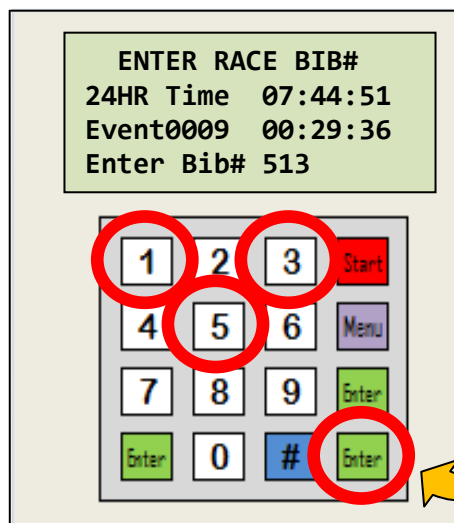 ENTER RACE BIB#
24HR Time 07:44:51
Event0009 00:29:36
Enter Bib# 513
1 2 3 Start
4 5 6 Menu
7 8 9 Enter
Enter 0 # Enter